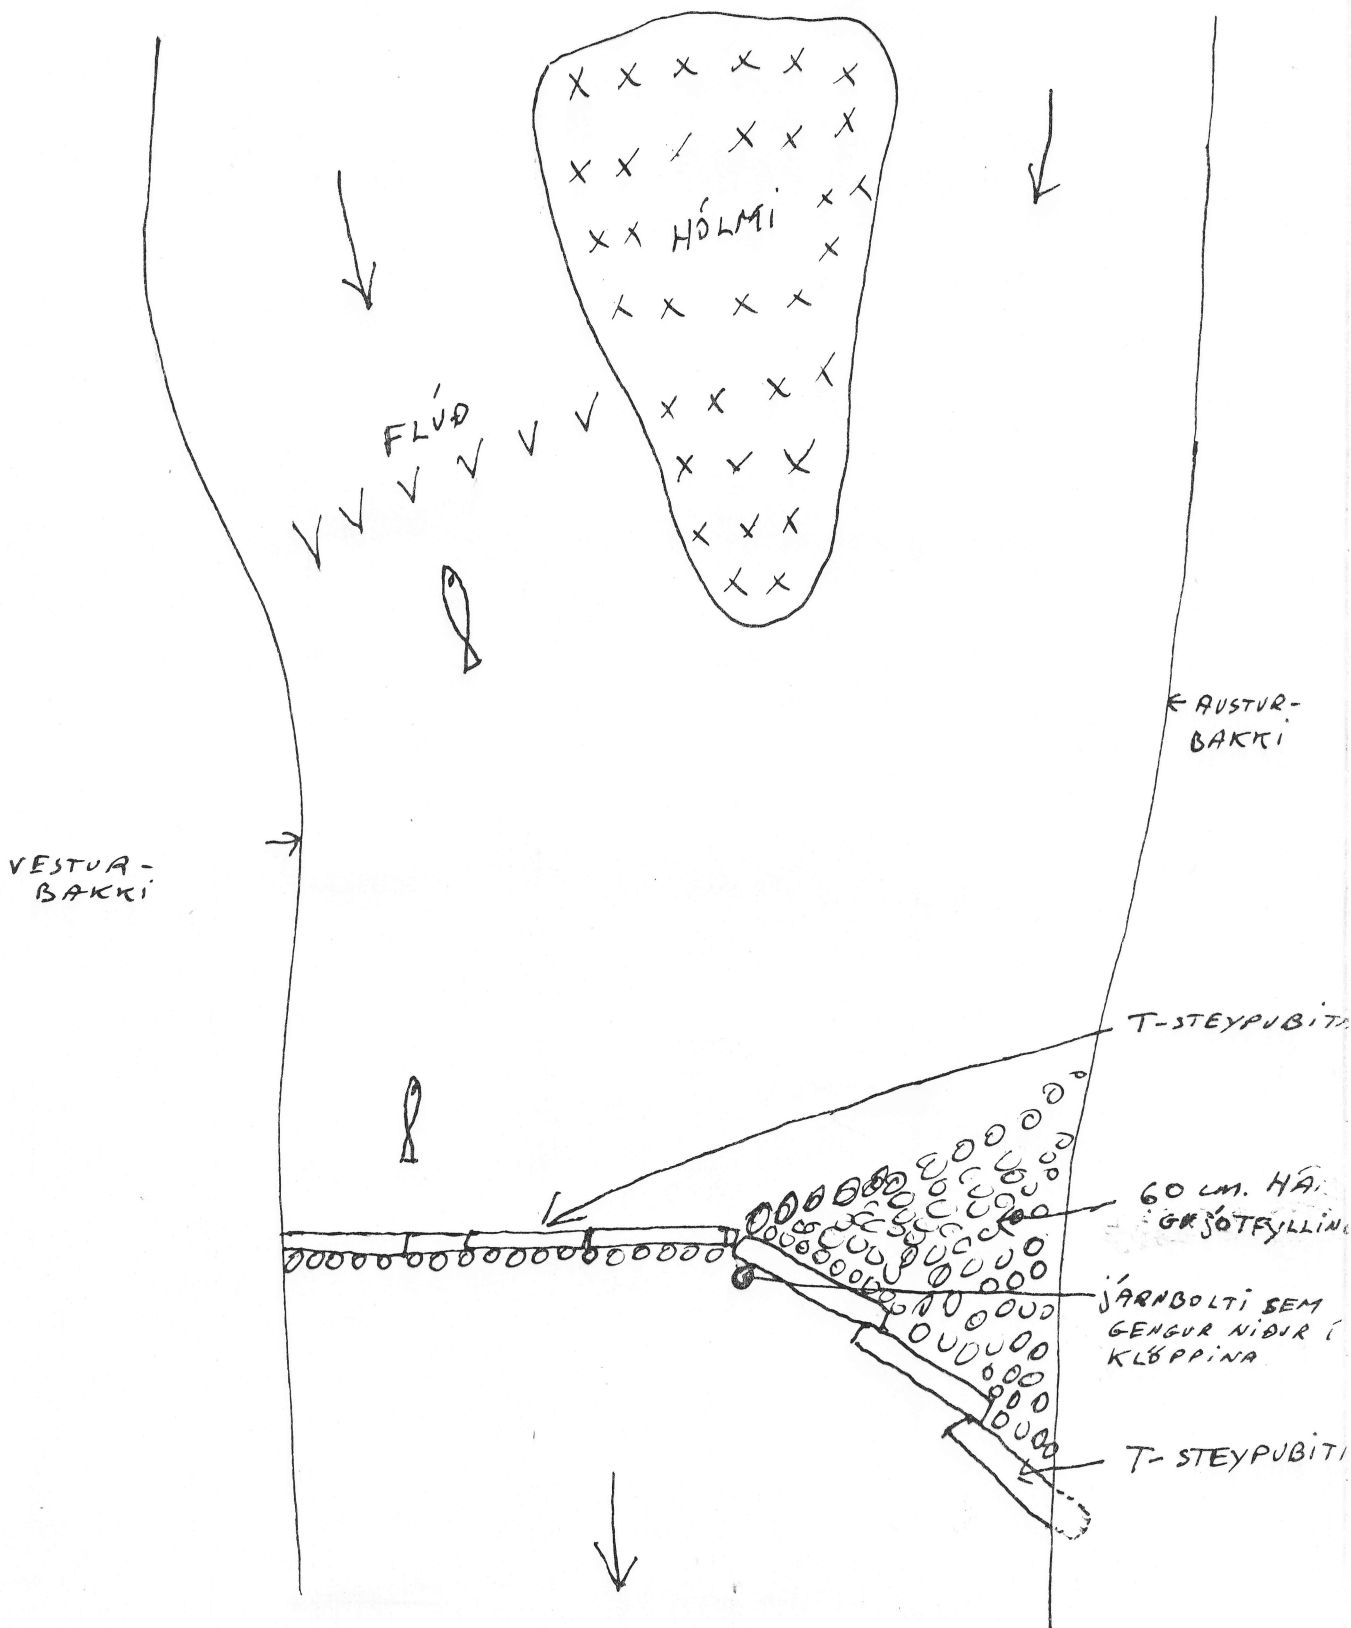 HÓLMI
FLÚÐ
AUSTUR-
BAKKI
VESTUR-
BAKKI
T-STEYPUBITI
60 cm. HÁ
GRJÓTFYLLING
JÁRNBOLTI SEM
GENGUR NIÐUR Í
KLÖPPINA
T-STEYPUBITI